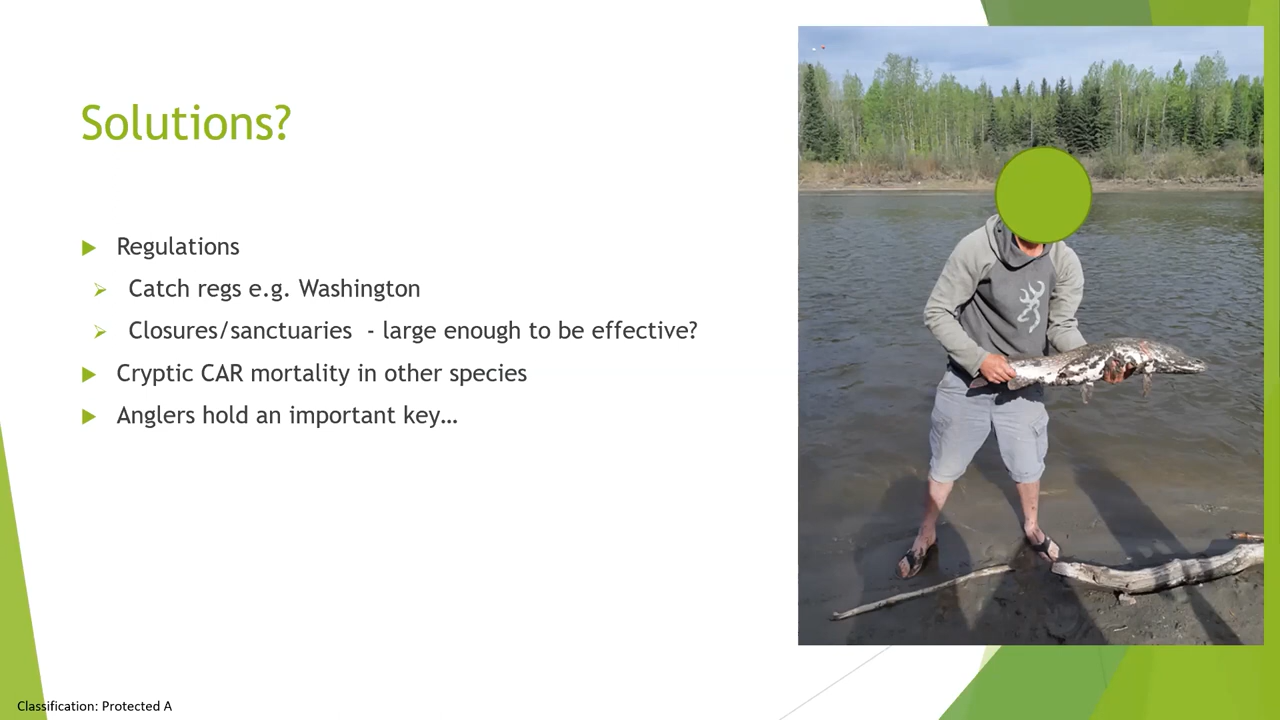 Solutions?
Regulations
Catch regs e.g. Washington
Closures/sanctuaries - large enough to be effective?
Cryptic CAR mortality in other species
Anglers hold an important key…
Classification: Protected A